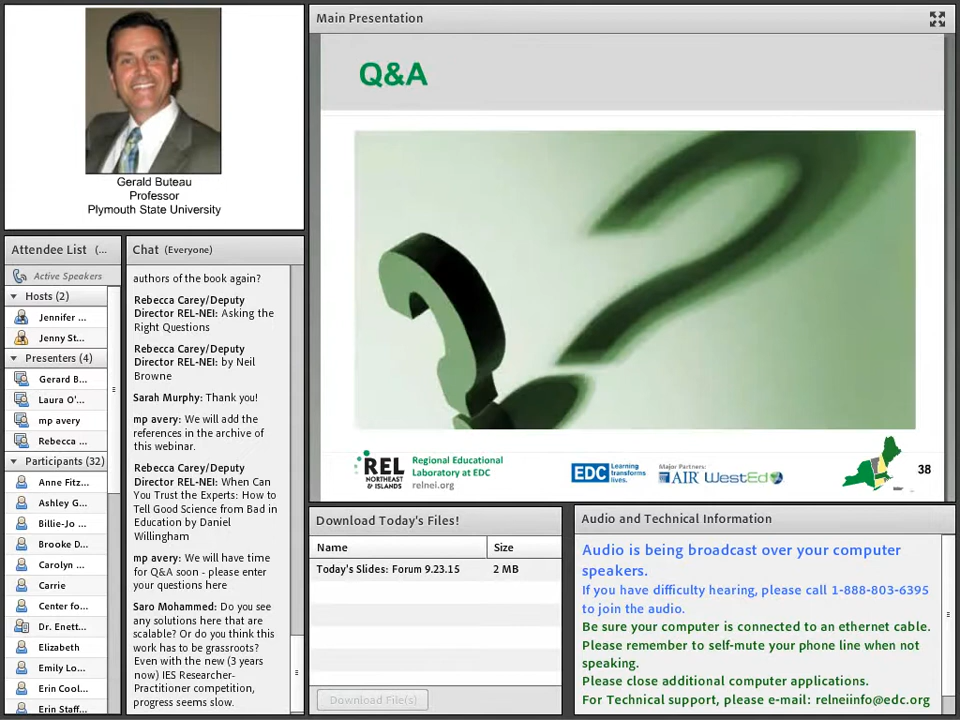 Gerald Buteau
Professor
Plymouth State University
Attendee List (...
Active Speakers
Hosts (2)
Jennifer ...
Jenny St...
Presenters (4)
Gerard B...
Laura O'...
mp avery
Rebecca ...
Participants (32)
Anne Fitz...
Ashley G...
Billie-Jo ...
Brooke D...
Carolyn ...
Carrie
Center fo...
Dr. Enett...
Elizabeth
Emily Lo...
Erin Cool...
Erin Staff...
Chat (Everyone)
authors of the book again?
Rebecca Carey/Deputy
Director REL-NEI: Asking the
Right Questions
Rebecca Carey/Deputy
Director REL-NEI: by Neil
Browne
Sarah Murphy: Thank you!
mp avery: We will add the
references in the archive of
this webinar.
Rebecca Carey/Deputy
Director REL-NEI: When Can
You Trust the Experts: How to
Tell Good Science from Bad in
Education by Daniel
Willingham
mp avery: We will have time
for Q&A soon - please enter
your questions here
Saro Mohammed: Do you see
any solutions here that are
scalable? Or do you think this
work has to be grassroots?
Even with the new (3 years
now) IES Researcher-
Practitioner competition,
progress seems slow.
Main Presentation
Q&A
REL
NORTHEAST
& ISLANDS
Regional Educational
Laboratory at EDC
relnei.org
EDC Learning
transforms
lives.
Major Partners:
AIR WestEd
38
Download Today's Files!
Name Size
Today's Slides: Forum 9.23.15 2 MB
Download File(s)
Audio and Technical Information
Audio is being broadcast over your computer
speakers.
If you have difficulty hearing, please call 1-888-803-6395
to join the audio.
Be sure your computer is connected to an ethernet cable.
Please remember to self-mute your phone line when not
speaking.
Please close additional computer applications.
For Technical support, please e-mail: relneiinfo@edc.org